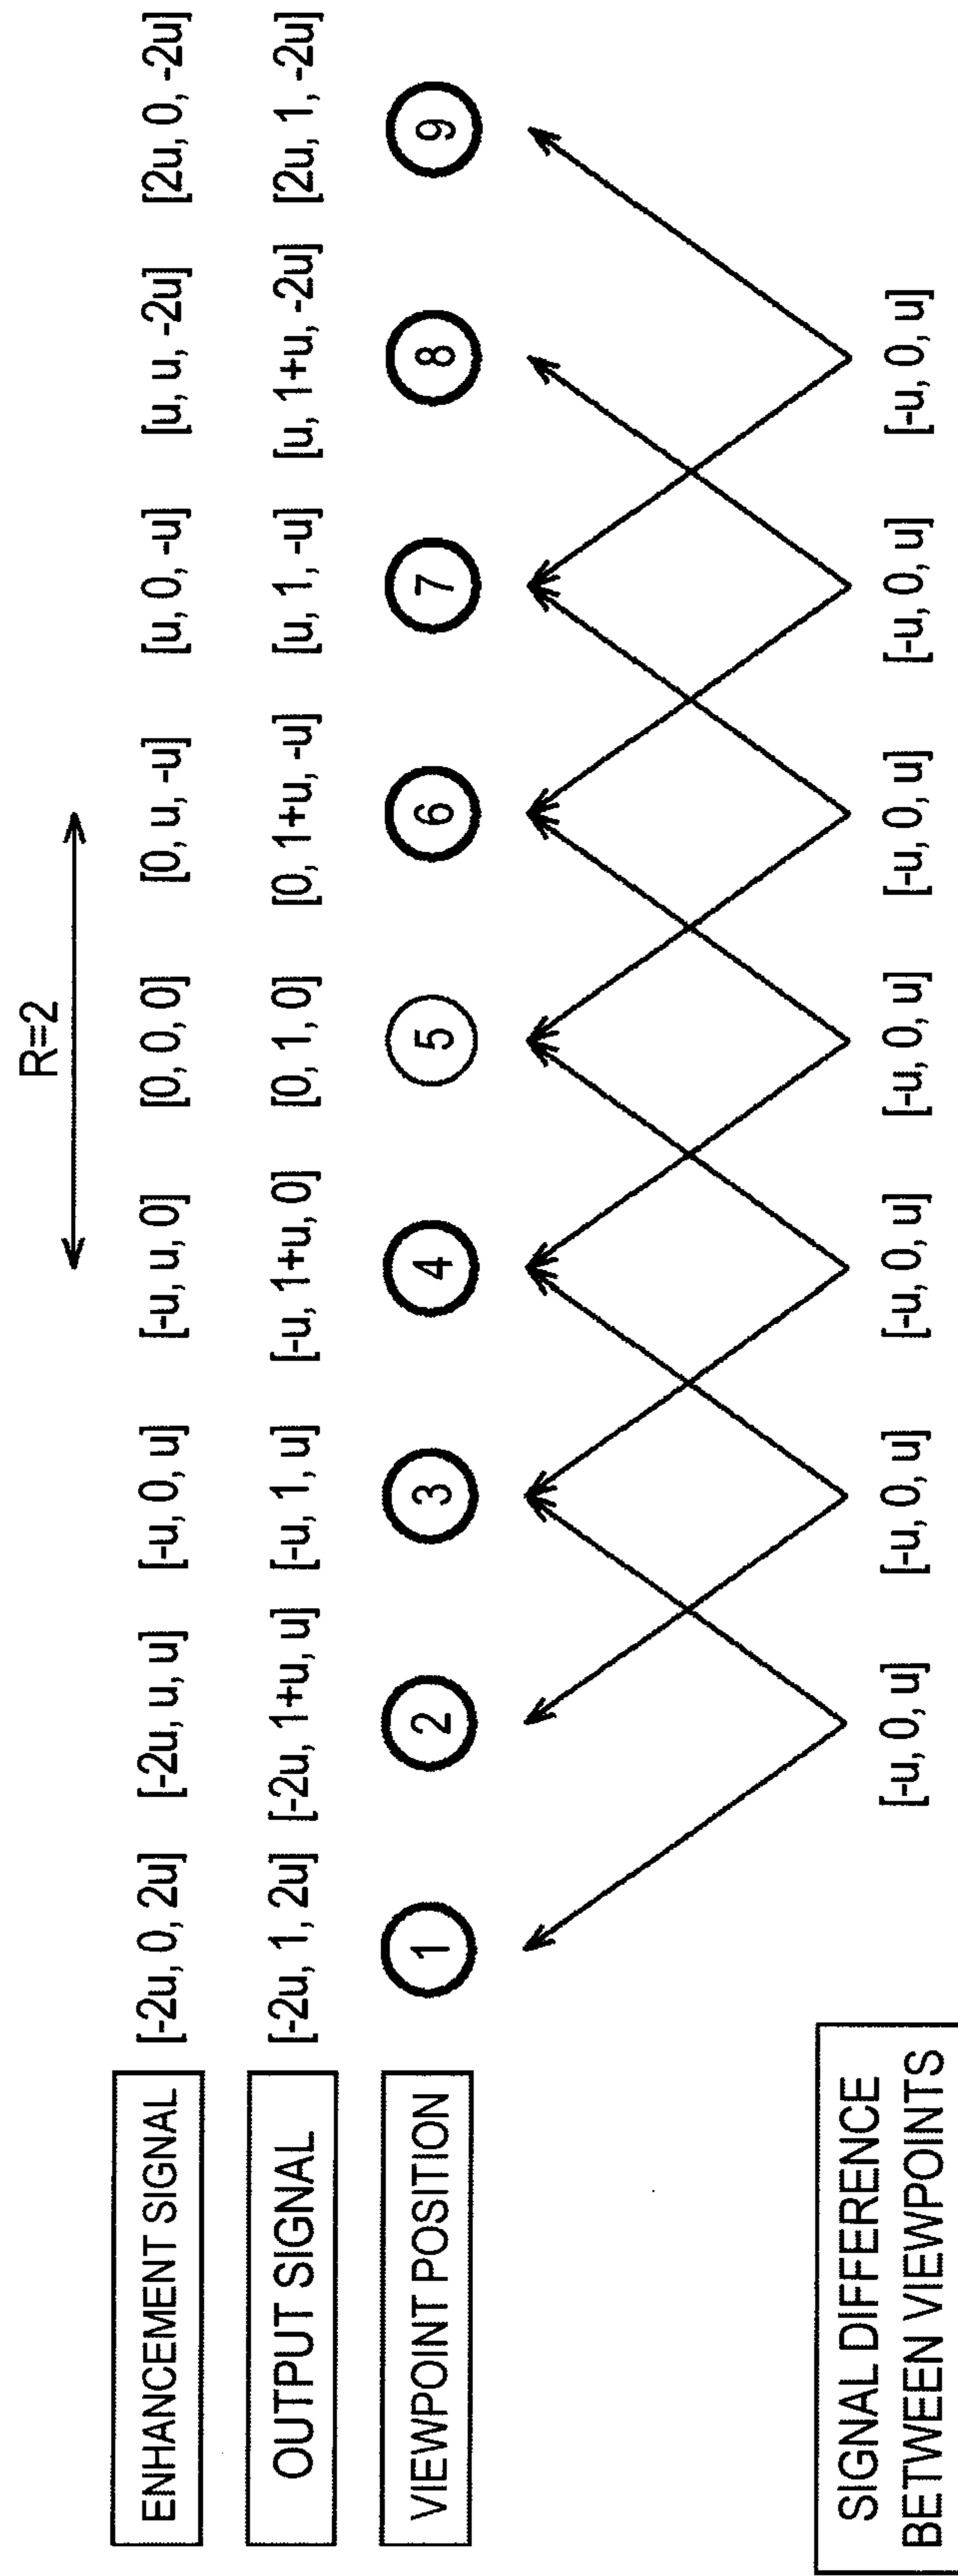 R=2
ENHANCEMENT SIGNAL [-2u, 0, 2u] [-2u, u, u] [-u, 0, u] [-u, u, 0] [0, 0, 0] [0, u, -u] [u, 0, -u] [u, u, -2u] [2u, 0, -2u]
OUTPUT SIGNAL [-2u, 1, 2u] [-2u, 1+u, u] [-u, 1, u] [-u, 1+u, 0] [0, 1, 0] [0, 1+u, -u] [u, 1, -u] [u, 1+u, -2u] [2u, 1, -2u]
VIEWPOINT POSITION 1 2 3 4 5 6 7 8 9
SIGNAL DIFFERENCE
BETWEEN VIEWPOINTS
[-u, 0, u] [-u, 0, u] [-u, 0, u] [-u, 0, u] [-u, 0, u] [-u, 0, u] [-u, 0, u]